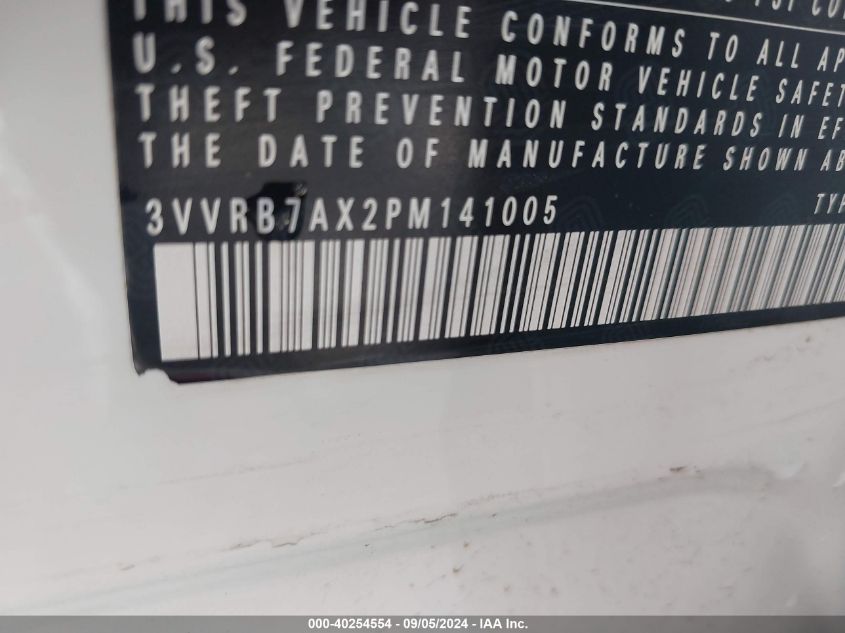 THIS VEHICLE CONFORMS TO ALL AP
U.S. FEDERAL MOTOR VEHICLE SAFET
THEFT PREVENTION STANDARDS IN EF
THE DATE OF MANUFACTURE SHOWN AB
3VVRB7AX2PM141005 TYP
000-40254554 - 09/05/2024 - IAA Inc.